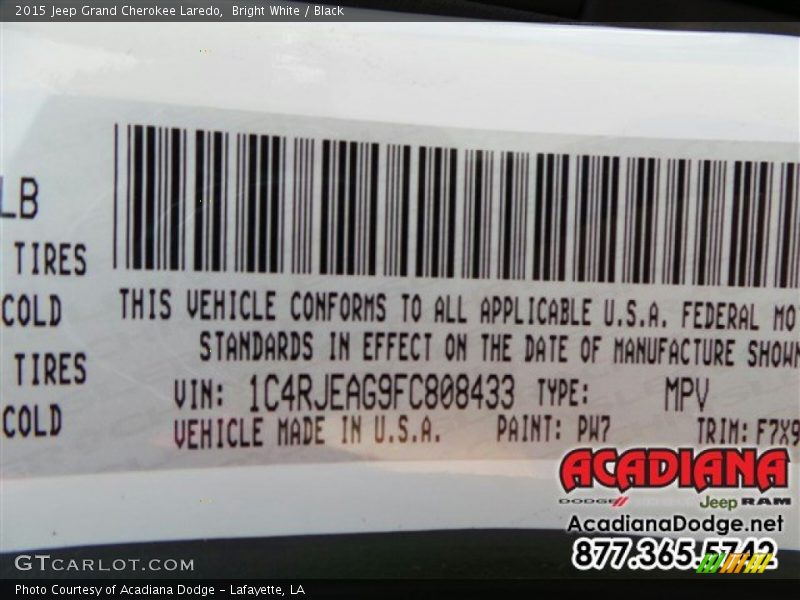 2015 Jeep Grand Cherokee Laredo,  Bright White / Black
LB
TIRES
COLD
TIRES
COLD
THIS VEHICLE CONFORMS TO ALL APPLICABLE U.S.A. FEDERAL MOT
STANDARDS IN EFFECT ON THE DATE OF MANUFACTURE SHOWN
VIN: 1C4RJEAG9FC808433 TYPE: MPV
VEHICLE MADE IN U.S.A. PAINT: PW7 TRIM: F7X9
ACADIANA
DODGE Jeep RAM
AcadianaDodge.net
877.365.5742
GTCARLOT.COM
Photo Courtesy of Acadiana Dodge - Lafayette, LA